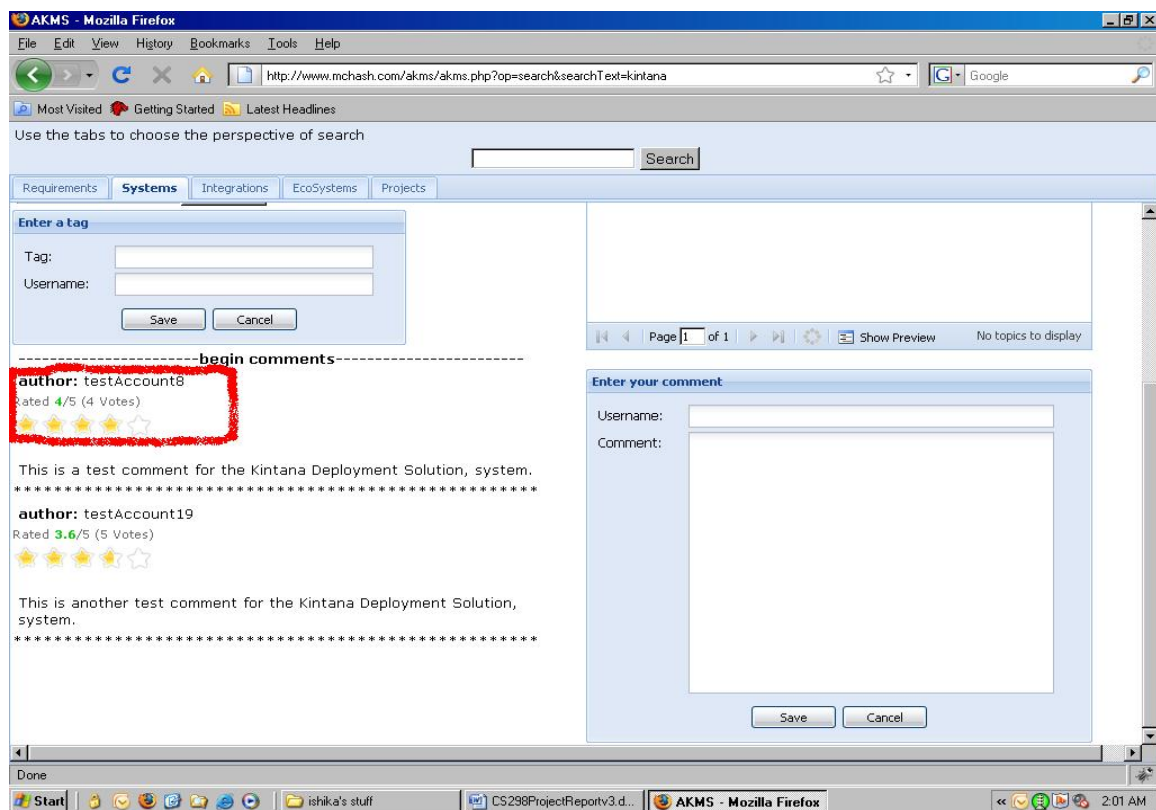 AKMS - Mozilla Firefox
File Edit View History Bookmarks Tools Help
http://www.mchash.com/akms/akms.php?op=search&searchText=kintana
G Google
Most Visited Getting Started Latest Headlines
Use the tabs to choose the perspective of search
Search
Requirements Systems Integrations EcoSystems Projects
Enter a tag
Tag:
Username:
Save Cancel
Page 1 of 1 Show Preview No topics to display
------------------------begin comments-------------------------
author: testAccount8
Rated 4/5 (4 Votes)
This is a test comment for the Kintana Deployment Solution, system.
****************************************************
author: testAccount19
Rated 3.6/5 (5 Votes)
This is another test comment for the Kintana Deployment Solution,
system.
****************************************************
Enter your comment
Username:
Comment:
Save Cancel
Done
Start ishika's stuff CS298ProjectReportv3.d... AKMS - Mozilla Firefox « 2:01 AM